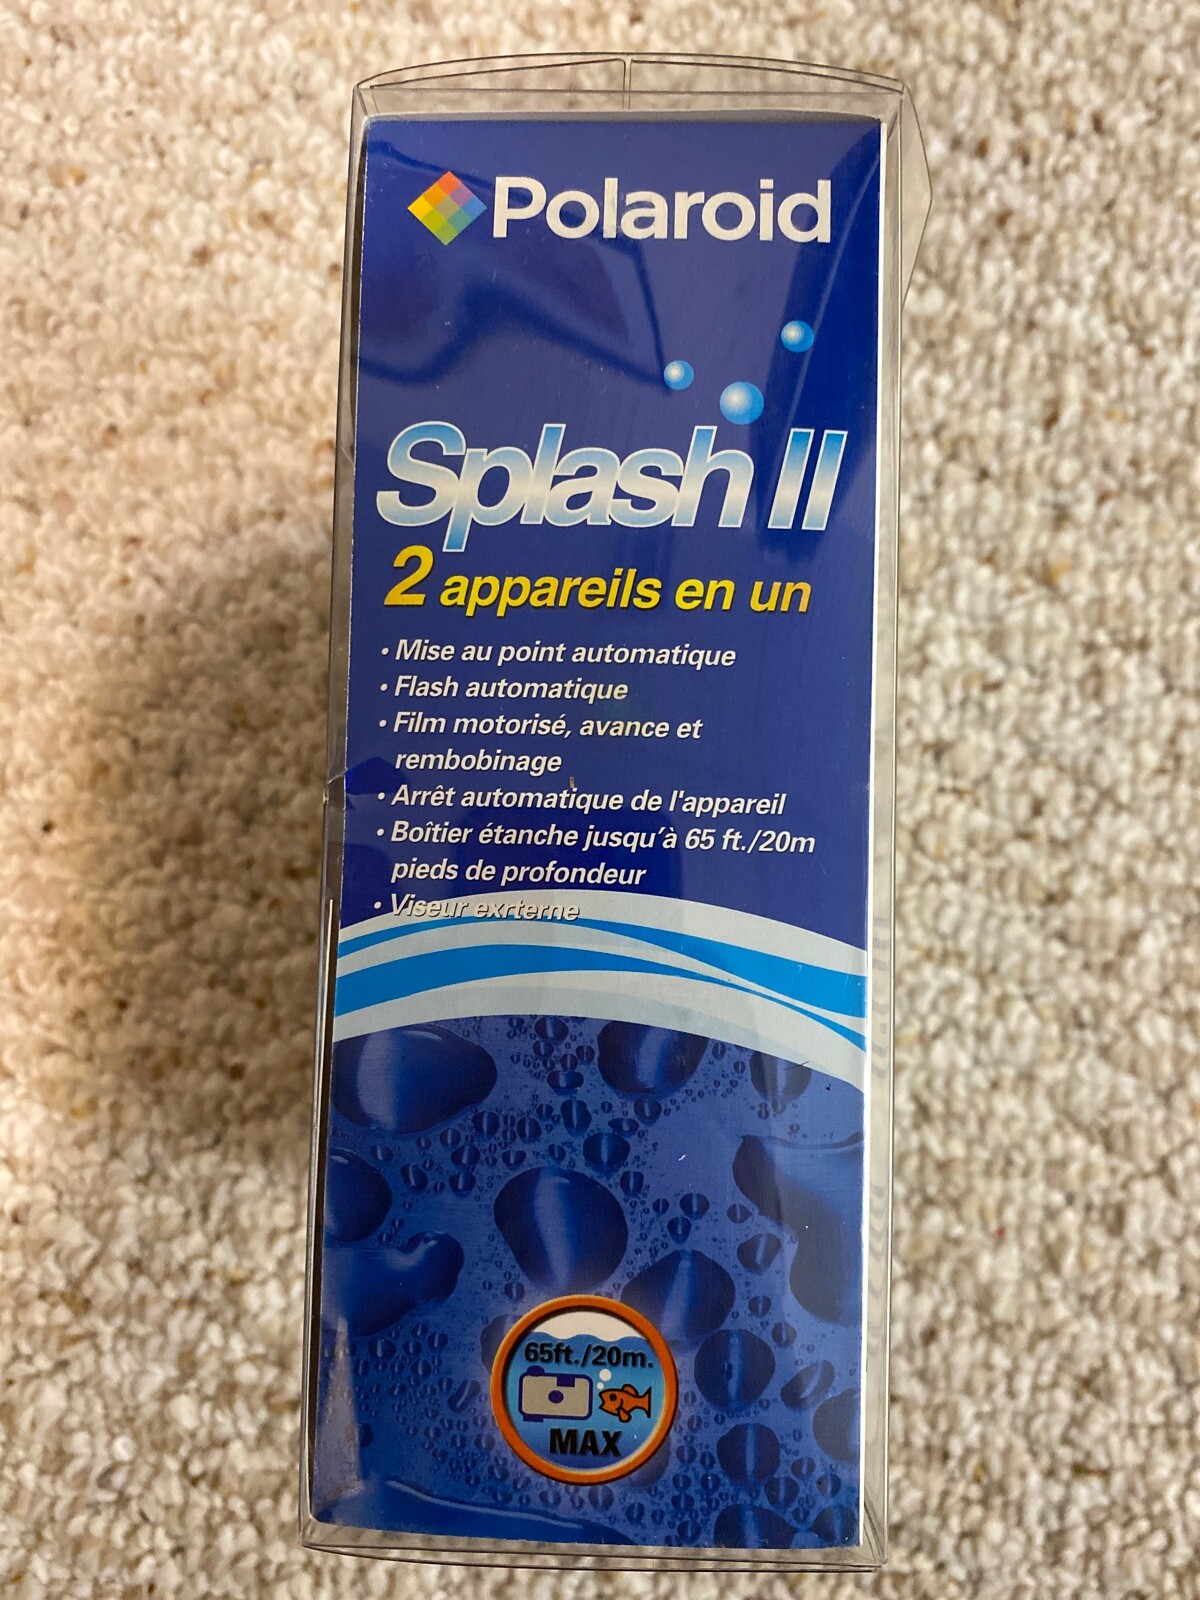 Polaroid
Splash II
2 appareils en un
• Mise au point automatique
• Flash automatique
• Film motorisé, avance et
rembobinage
• Arrêt automatique de l'appareil
• Boîtier étanche jusqu'à 65 ft./20m
pieds de profondeur
• Viseur exrterne
65ft./20m.
MAX